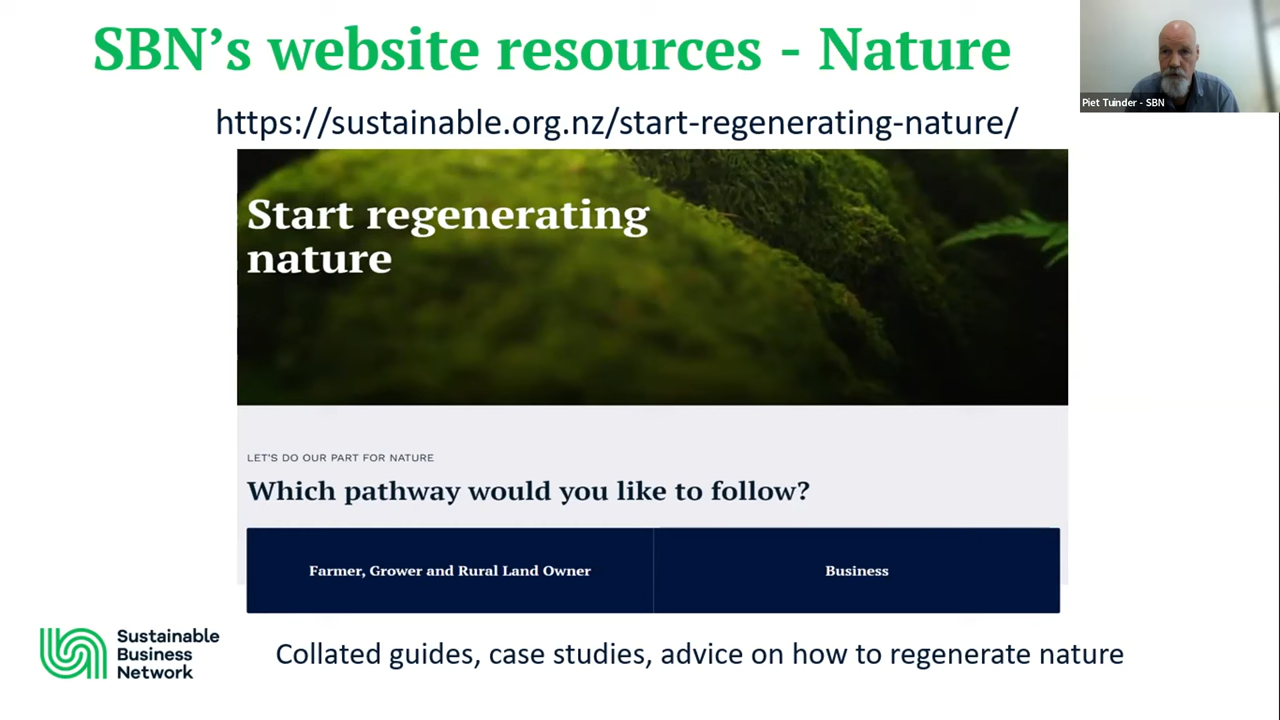 SBN's website resources - Nature
Piet Tuinder - SBN
https://sustainable.org.nz/start-regenerating-nature/
Start regenerating
nature
LET'S DO OUR PART FOR NATURE
Which pathway would you like to follow?
Farmer, Grower and Rural Land Owner
Business
Sustainable
Business
Network
Collated guides, case studies, advice on how to regenerate nature